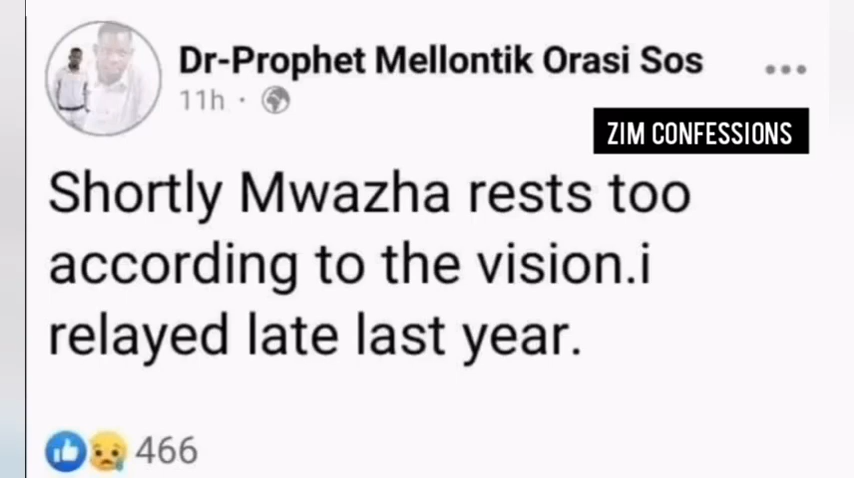 Dr-Prophet Mellontik Orasi Sos
11h ·
ZIM CONFESSIONS
Shortly Mwazha rests too
according to the vision.i
relayed late last year.
466